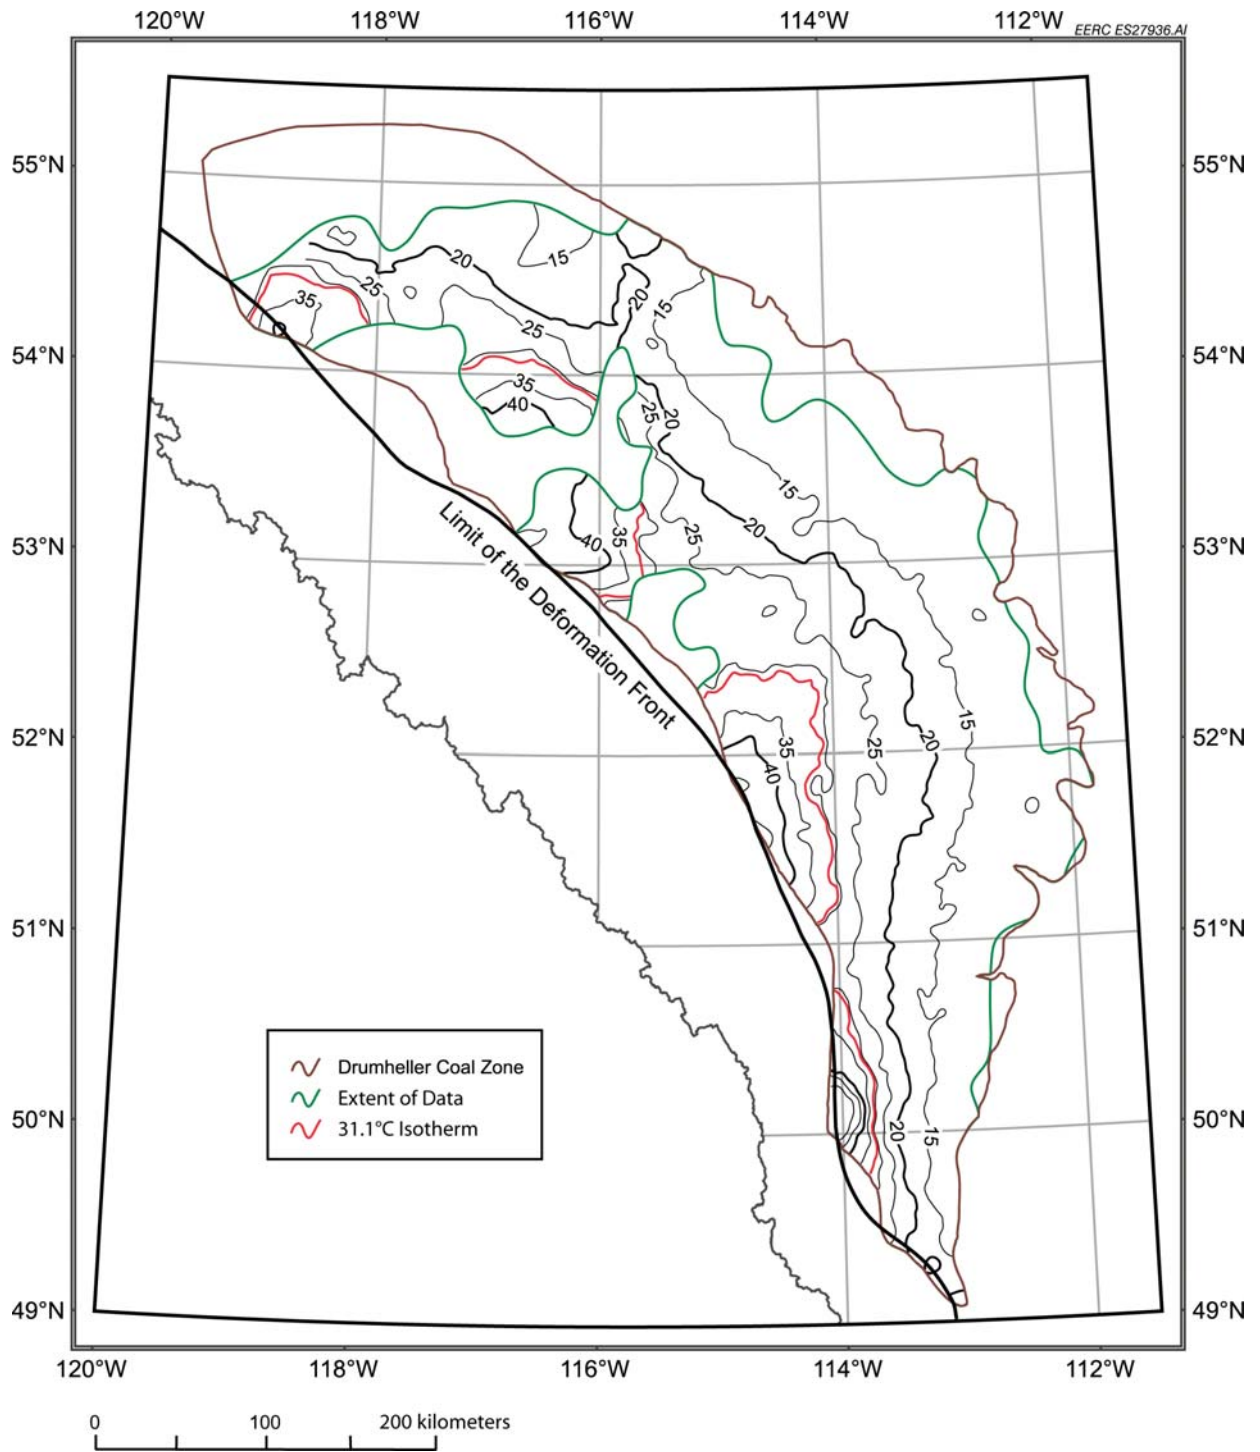 120°W 118°W 116°W 114°W 112°W
EERC ES27936.AI
55°N 55°N
15
20
25
35
20
15
25
54°N 54°N
35
40
25
20
15
20
25
35
40
53°N 53°N
Limit of the Deformation Front
15
20
25
35
40
52°N 52°N
51°N 51°N
Drumheller Coal Zone
Extent of Data
31.1°C Isotherm
50°N 50°N
20
15
49°N 49°N
120°W 118°W 116°W 114°W 112°W
0 100 200 kilometers